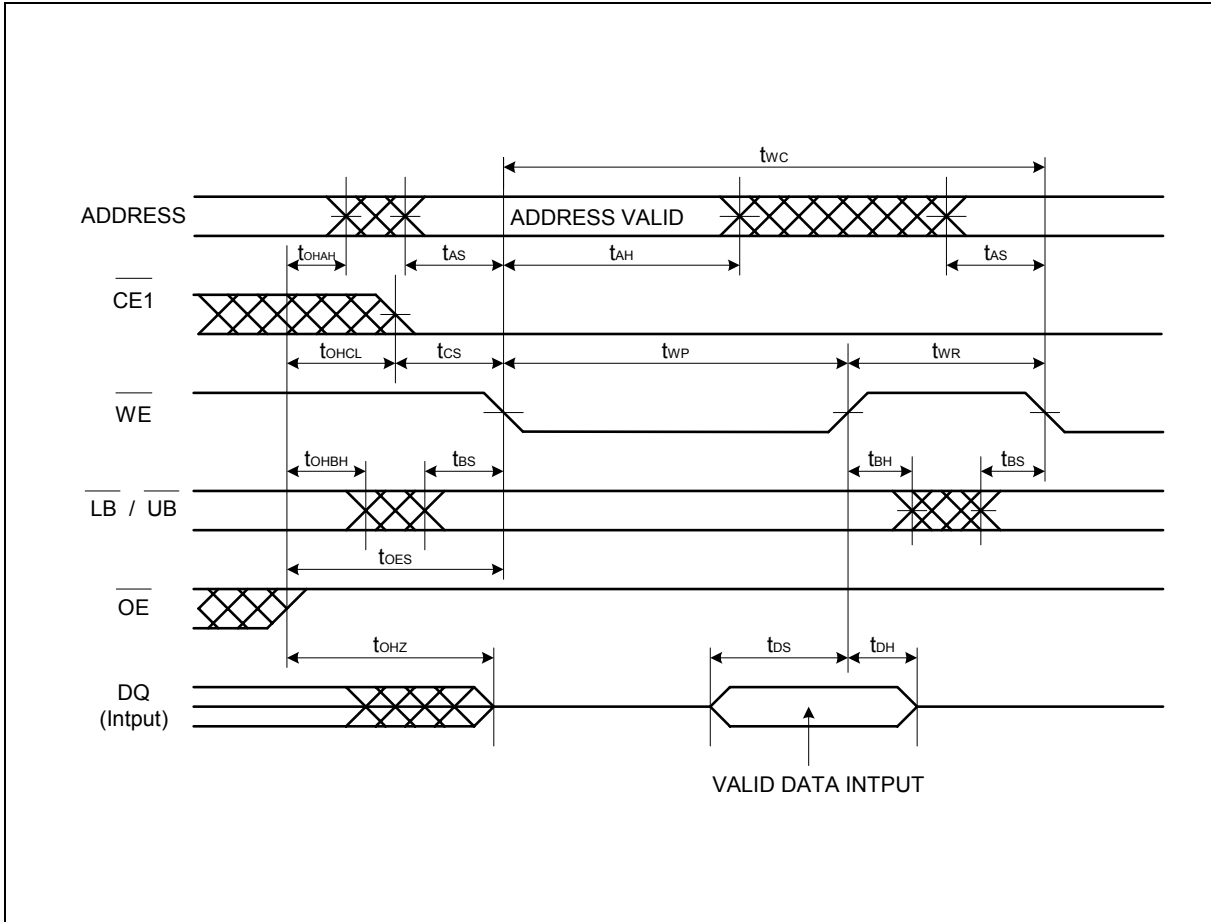 tWC
ADDRESS
ADDRESS VALID
tOHAH
tAS
tAH
tAS
CE1
tOHCL
tCS
tWP
tWR
WE
tOHBH
tBS
tBH
tBS
LB / UB
tOES
OE
tOHZ
tDS
tDH
DQ
(Intput)
VALID DATA INTPUT